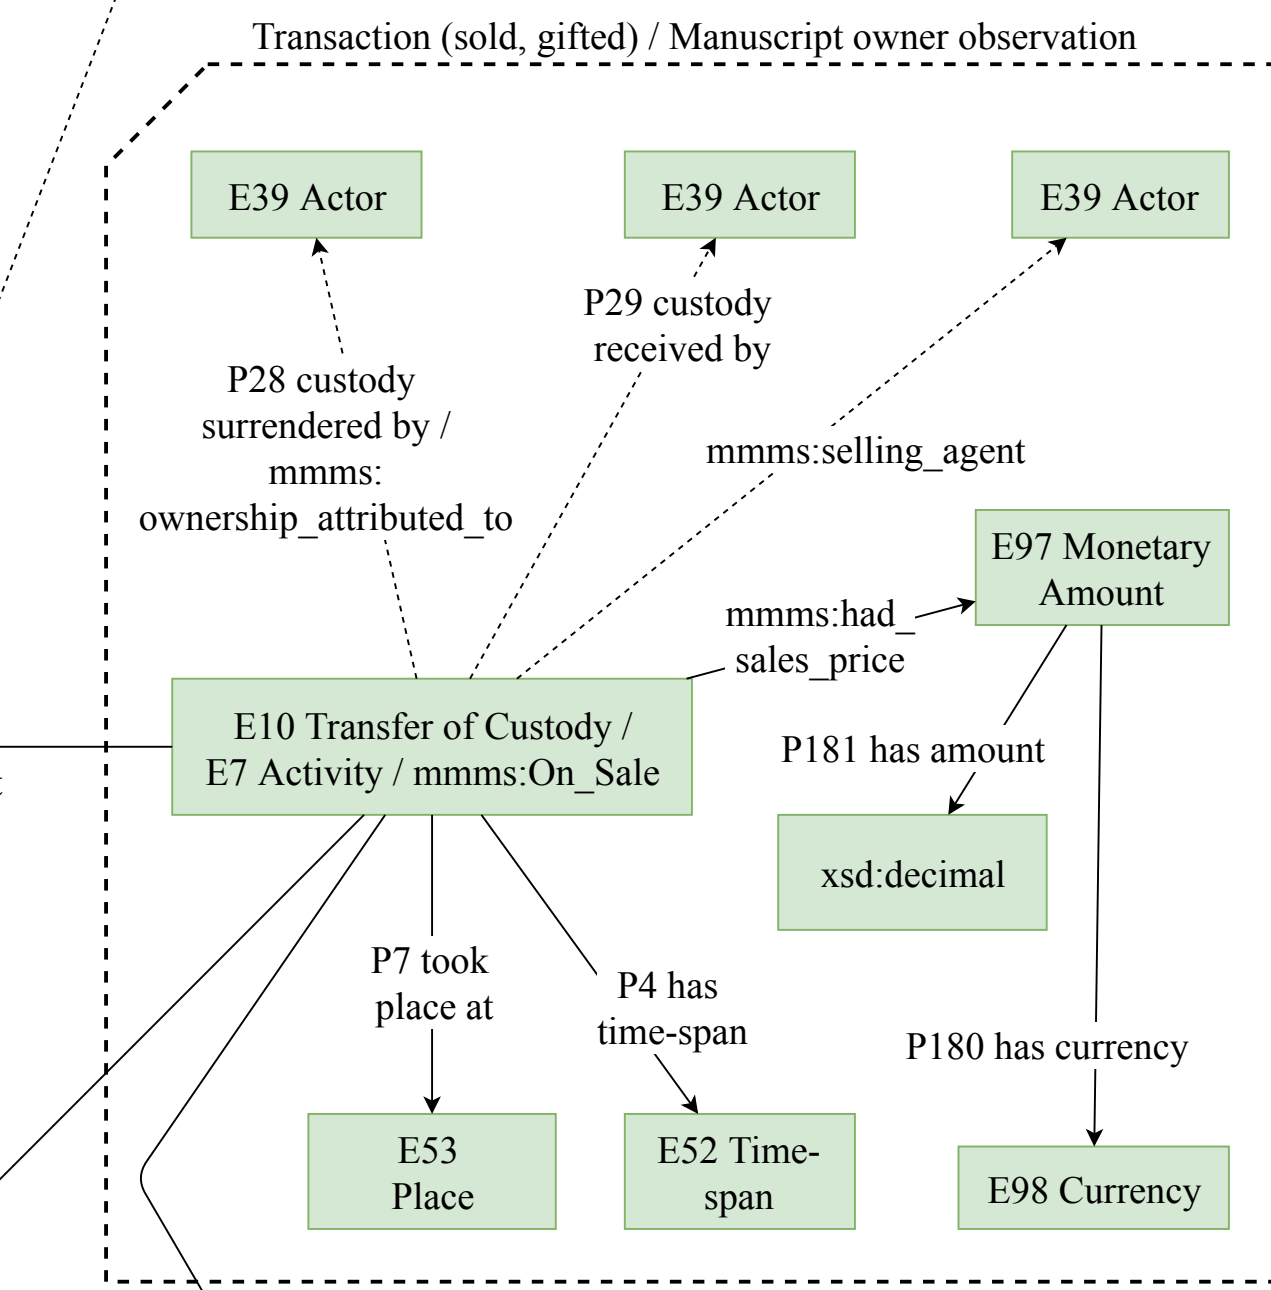 Transaction (sold, gifted) / Manuscript owner observation
E39 Actor
E39 Actor
E39 Actor
P28 custody
surrendered by /
mmms:
ownership_attributed_to
P29 custody
received by
mmms:selling_agent
E97 Monetary
Amount
mmms:had_
sales_price
E10 Transfer of Custody /
E7 Activity / mmms:On_Sale
P181 has amount
xsd:decimal
P7 took
place at
P4 has
time-span
P180 has currency
E53
Place
E52 Time-
span
E98 Currency